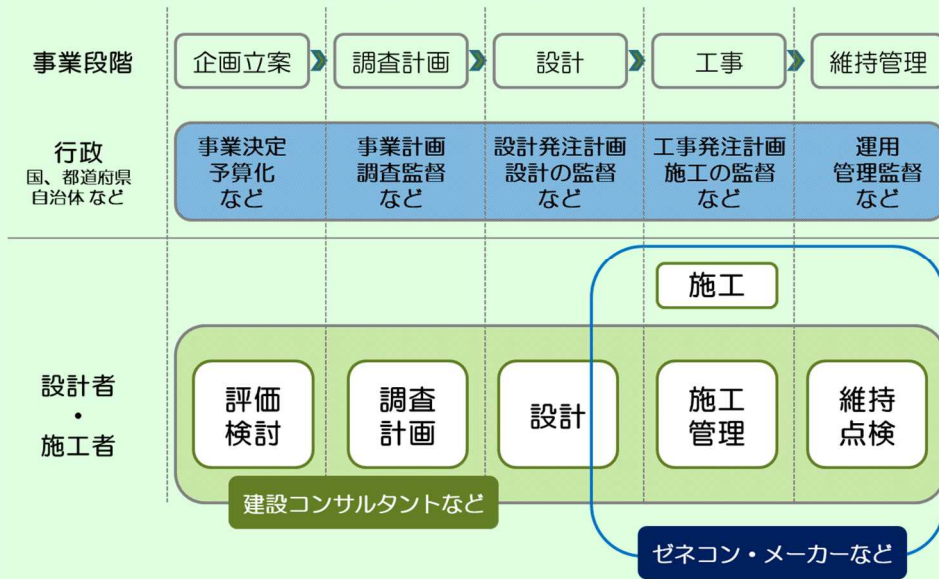 事業段階
企画立案
調査計画
設計
工事
維持管理
行政
国、都道府県
自治体 など
事業決定
予算化
など
事業計画
調査監督
など
設計発注計画
設計の監督
など
工事発注計画
施工の監督
など
運用
管理監督
など
設計者
・
施工者
施工
評価
検討
調査
計画
設計
施工
管理
維持
点検
建設コンサルタントなど
ゼネコン・メーカーなど